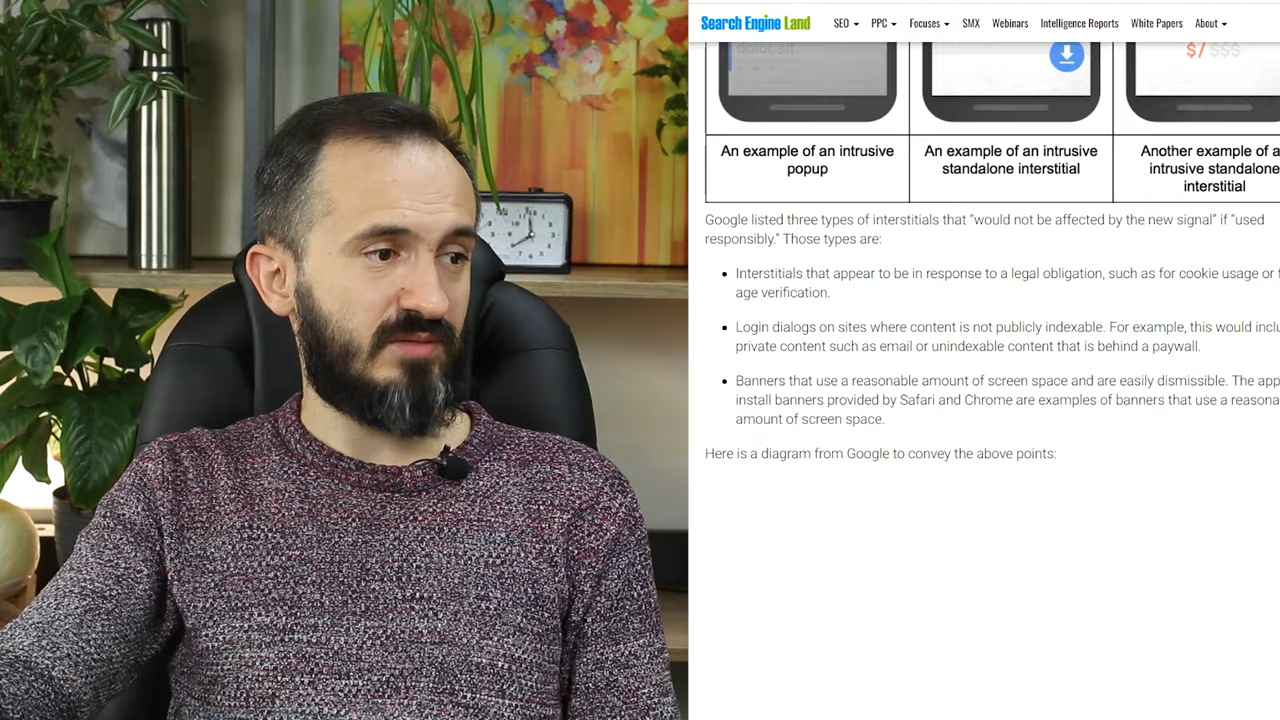 Search Engine Land
SEO PPC Focuses SMX Webinars Intelligence Reports White Papers About
dolor sit
$7 $$$
An example of an intrusive
popup
An example of an intrusive
standalone interstitial
Another example of a
intrusive standalone
interstitial
Google listed three types of interstitials that “would not be affected by the new signal” if “used
responsibly.” Those types are:
Interstitials that appear to be in response to a legal obligation, such as for cookie usage or f
age verification.
Login dialogs on sites where content is not publicly indexable. For example, this would inclu
private content such as email or unindexable content that is behind a paywall.
Banners that use a reasonable amount of screen space and are easily dismissible. The app
install banners provided by Safari and Chrome are examples of banners that use a reasona
amount of screen space.
Here is a diagram from Google to convey the above points: